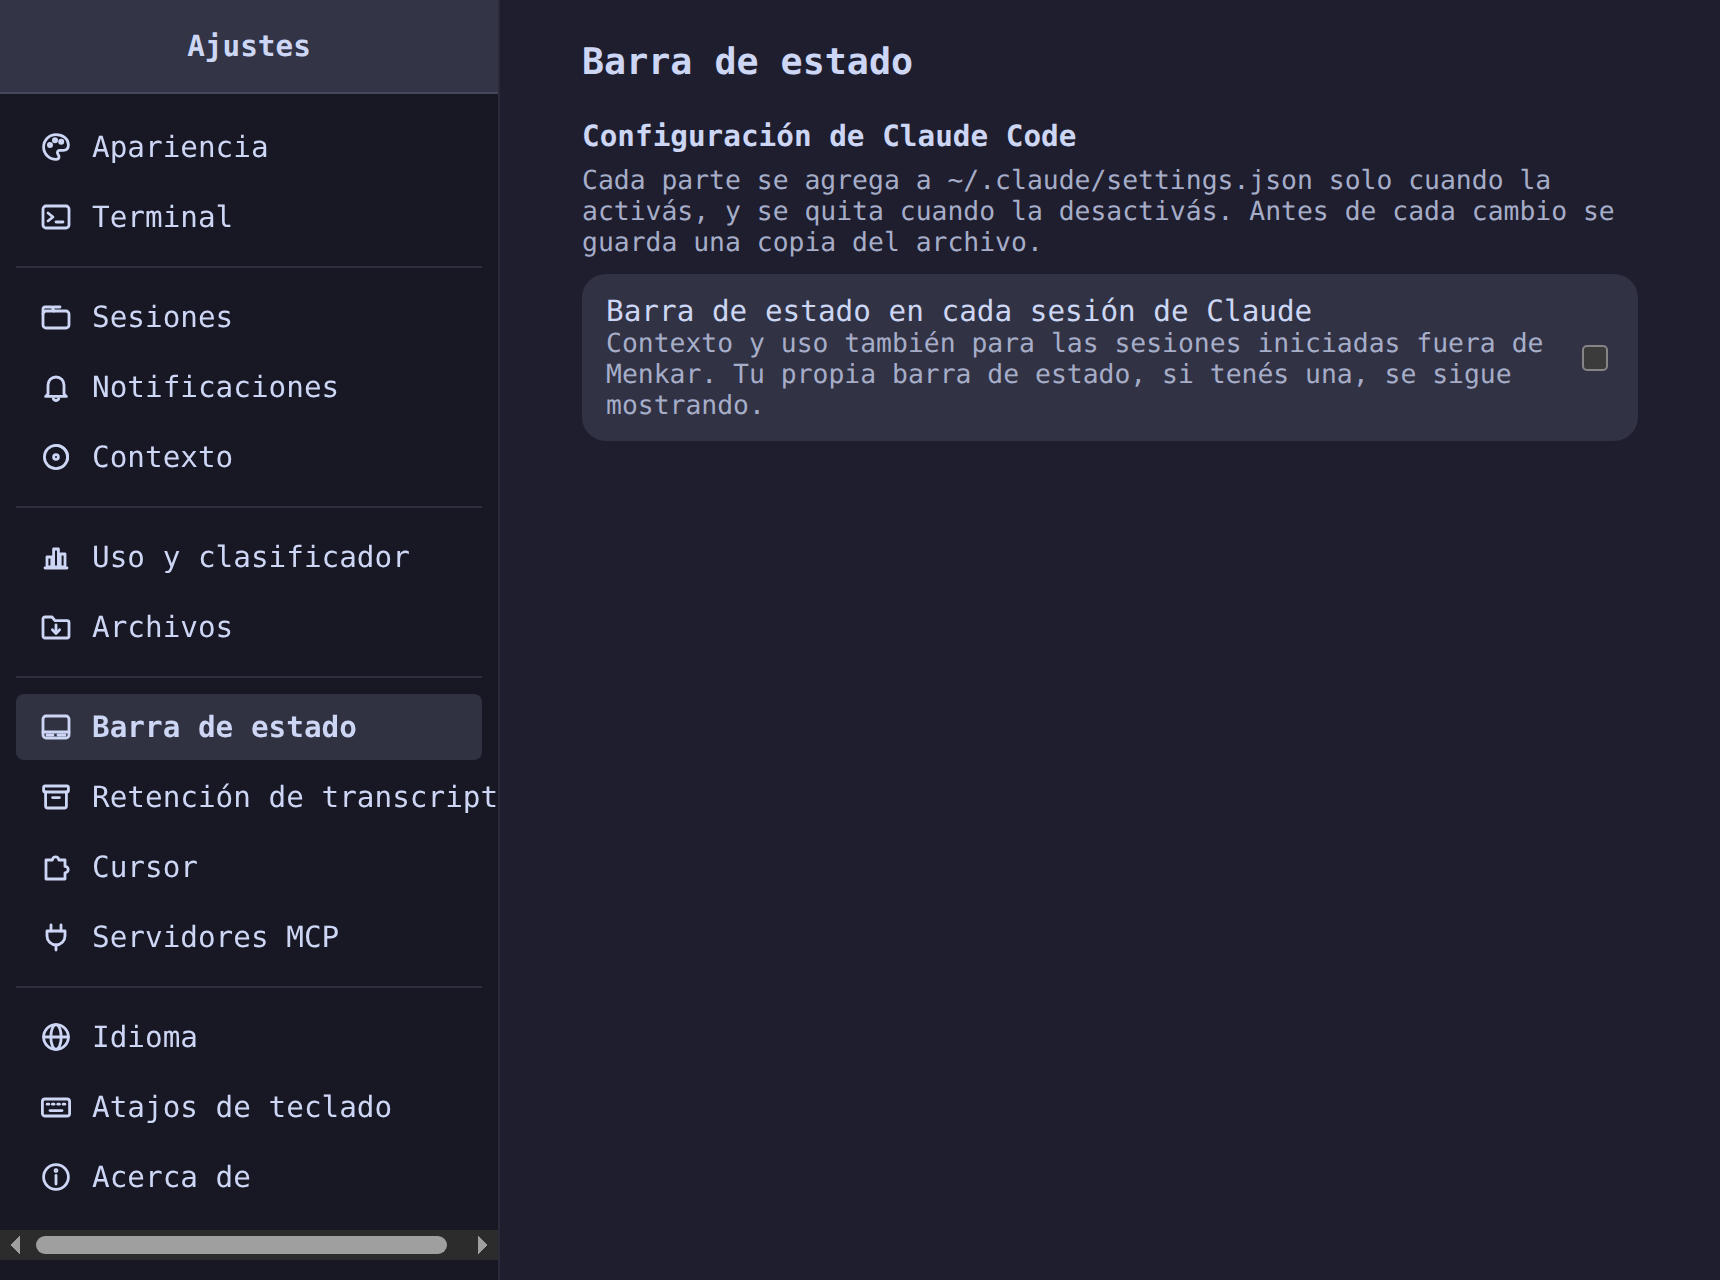 Ajustes
Apariencia
Terminal
Sesiones
Notificaciones
Contexto
Uso y clasificador
Archivos
Barra de estado
Retención de transcript
Cursor
Servidores MCP
Idioma
Atajos de teclado
Acerca de
Barra de estado
Configuración de Claude Code
Cada parte se agrega a ~/.claude/settings.json solo cuando la
activás, y se quita cuando la desactivás. Antes de cada cambio se
guarda una copia del archivo.
Barra de estado en cada sesión de Claude
Contexto y uso también para las sesiones iniciadas fuera de
Menkar. Tu propia barra de estado, si tenés una, se sigue
mostrando.